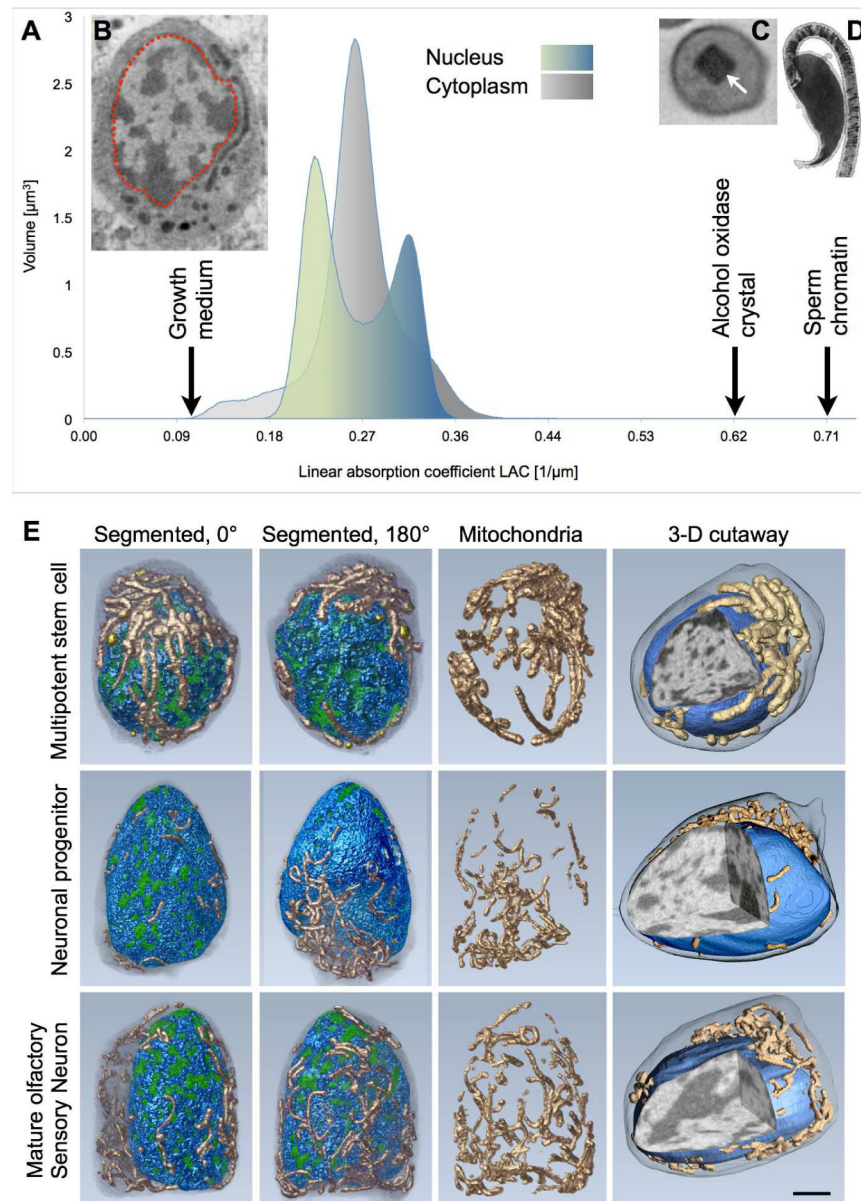 A
B
C
D
Nucleus
Cytoplasm
3
2.5
2
1.5
1
0.5
0
Volume [µm³]
Growth
medium
Alcohol oxidase
crystal
Sperm
chromatin
0.00
0.09
0.18
0.27
0.36
0.44
0.53
0.62
0.71
Linear absorption coefficient LAC [1/µm]
E
Segmented, 0°
Segmented, 180°
Mitochondria
3-D cutaway
Multipotent stem cell
Neuronal progenitor
Mature olfactory
Sensory Neuron